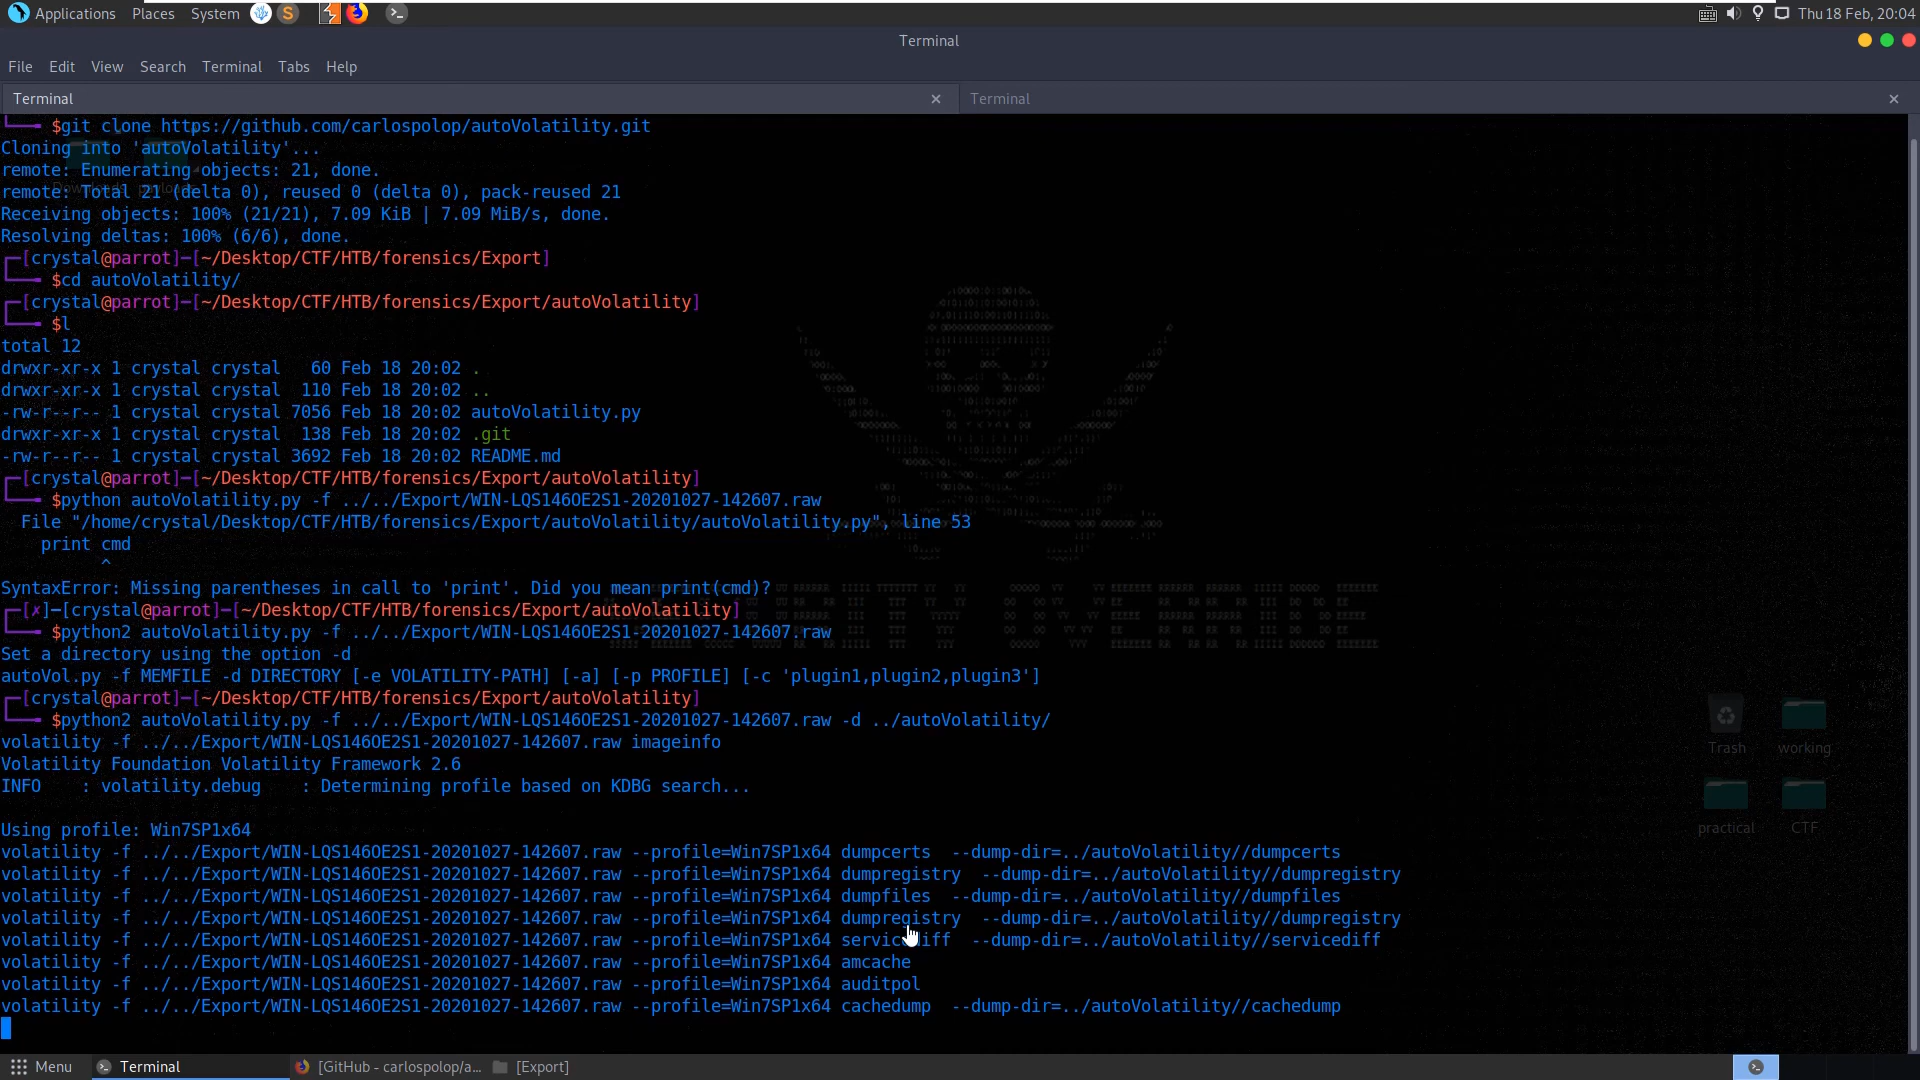 Applications Places System Thu 18 Feb, 20:04
Terminal
File Edit View Search Terminal Tabs Help
Terminal × Terminal ×
$git clone https://github.com/carlospolop/autoVolatility.git
Cloning into 'autoVolatility'...
remote: Enumerating objects: 21, done.
remote: Total 21 (delta 0), reused 0 (delta 0), pack-reused 21
Receiving objects: 100% (21/21), 7.09 KiB | 7.09 MiB/s, done.
Resolving deltas: 100% (6/6), done.
┌─[crystal@parrot]─[~/Desktop/CTF/HTB/forensics/Export]
└──╼ $cd autoVolatility/
┌─[crystal@parrot]─[~/Desktop/CTF/HTB/forensics/Export/autoVolatility]
└──╼ $l
total 12
drwxr-xr-x 1 crystal crystal   60 Feb 18 20:02 .
drwxr-xr-x 1 crystal crystal  110 Feb 18 20:02 ..
-rw-r--r-- 1 crystal crystal 7056 Feb 18 20:02 autoVolatility.py
drwxr-xr-x 1 crystal crystal  138 Feb 18 20:02 .git
-rw-r--r-- 1 crystal crystal 3692 Feb 18 20:02 README.md
┌─[crystal@parrot]─[~/Desktop/CTF/HTB/forensics/Export/autoVolatility]
└──╼ $python autoVolatility.py -f ../../Export/WIN-LQS146OE2S1-20201027-142607.raw
  File "/home/crystal/Desktop/CTF/HTB/forensics/Export/autoVolatility/autoVolatility.py", line 53
    print cmd
          ^
SyntaxError: Missing parentheses in call to 'print'. Did you mean print(cmd)?
┌─[✗]─[crystal@parrot]─[~/Desktop/CTF/HTB/forensics/Export/autoVolatility]
└──╼ $python2 autoVolatility.py -f ../../Export/WIN-LQS146OE2S1-20201027-142607.raw
Set a directory using the option -d
autoVol.py -f MEMFILE -d DIRECTORY [-e VOLATILITY-PATH] [-a] [-p PROFILE] [-c 'plugin1,plugin2,plugin3']
┌─[crystal@parrot]─[~/Desktop/CTF/HTB/forensics/Export/autoVolatility]
└──╼ $python2 autoVolatility.py -f ../../Export/WIN-LQS146OE2S1-20201027-142607.raw -d ../autoVolatility/
volatility -f ../../Export/WIN-LQS146OE2S1-20201027-142607.raw imageinfo
Volatility Foundation Volatility Framework 2.6
INFO    : volatility.debug    : Determining profile based on KDBG search...
Using profile: Win7SP1x64
volatility -f ../../Export/WIN-LQS146OE2S1-20201027-142607.raw --profile=Win7SP1x64 dumpcerts  --dump-dir=../autoVolatility//dumpcerts
volatility -f ../../Export/WIN-LQS146OE2S1-20201027-142607.raw --profile=Win7SP1x64 dumpregistry  --dump-dir=../autoVolatility//dumpregistry
volatility -f ../../Export/WIN-LQS146OE2S1-20201027-142607.raw --profile=Win7SP1x64 dumpfiles  --dump-dir=../autoVolatility//dumpfiles
volatility -f ../../Export/WIN-LQS146OE2S1-20201027-142607.raw --profile=Win7SP1x64 dumpregistry  --dump-dir=../autoVolatility//dumpregistry
volatility -f ../../Export/WIN-LQS146OE2S1-20201027-142607.raw --profile=Win7SP1x64 servicediff  --dump-dir=../autoVolatility//servicediff
volatility -f ../../Export/WIN-LQS146OE2S1-20201027-142607.raw --profile=Win7SP1x64 amcache
volatility -f ../../Export/WIN-LQS146OE2S1-20201027-142607.raw --profile=Win7SP1x64 auditpol
volatility -f ../../Export/WIN-LQS146OE2S1-20201027-142607.raw --profile=Win7SP1x64 cachedump  --dump-dir=../autoVolatility//cachedump
Trash working
practical CTF
Menu Terminal [GitHub - carlospolop/a... [Export]